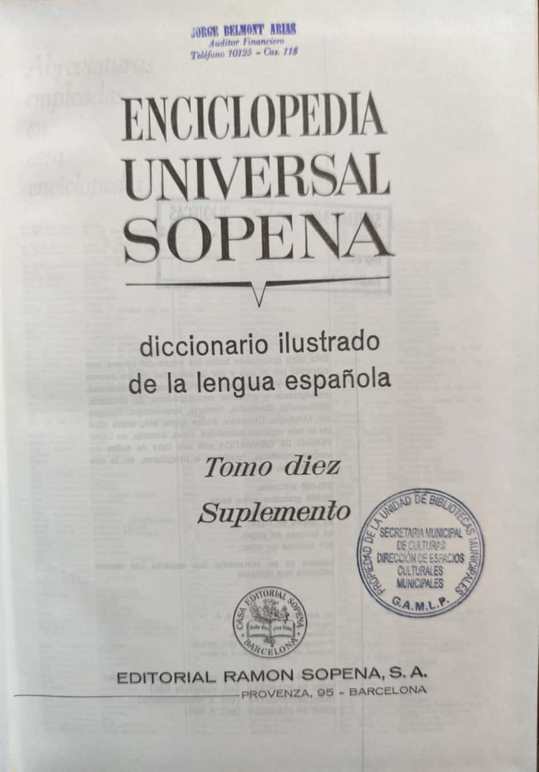 JORGE BELMONT ARIAS
Auditor Financiero
Teléfono 10125 - Cas. 118
ENCICLOPEDIA
UNIVERSAL
SOPENA
diccionario ilustrado
de la lengua española
Tomo diez
Suplemento
PROPIEDAD DE LA UNIDAD DE BIBLIOTECAS MUNICIPALES
SECRETARIA MUNICIPAL
DE CULTURAS
DIRECCIÓN DE ESPACIOS
CULTURALES
MUNICIPALES
G.A.M.L.P.
CASA EDITORIAL SOPENA
BARCELONA
EDITORIAL RAMON SOPENA, S. A.
PROVENZA, 95 - BARCELONA